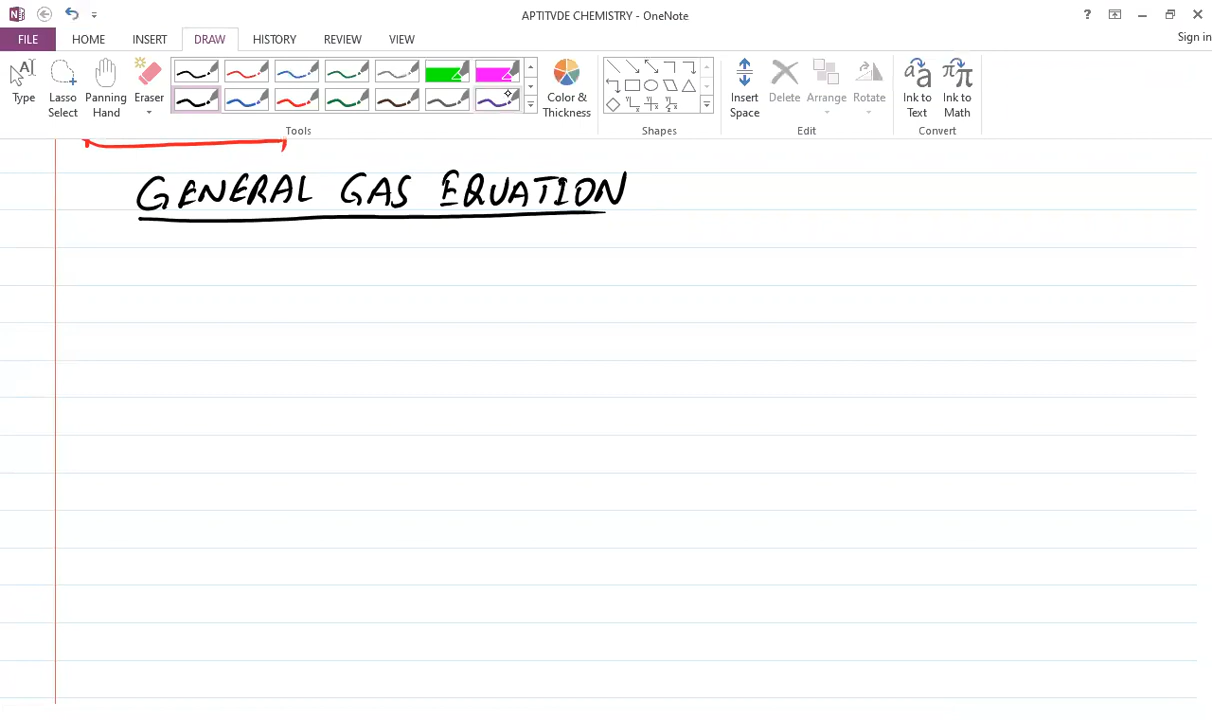 APTITVDE CHEMISTRY - OneNote
? Sign in
FILE HOME INSERT DRAW HISTORY REVIEW VIEW
Type Lasso Select Panning Hand Eraser Color & Thickness Insert Space Delete Arrange Rotate Ink to Text Ink to Math
Tools Shapes Edit Convert
GENERAL GAS EQUATION